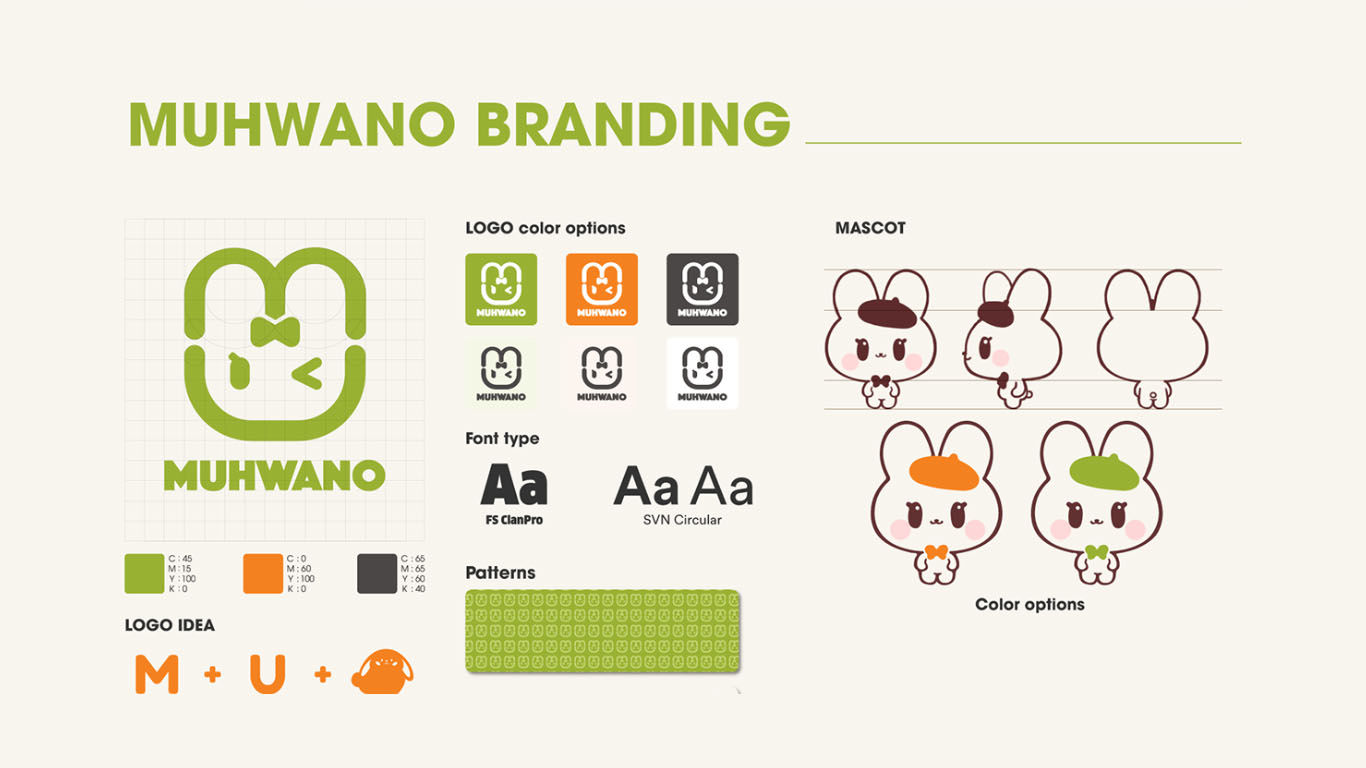 MUHWANO BRANDING
MUHWANO
C : 45
M : 15
Y : 100
K : 0
C : 0
M : 60
Y : 100
K : 0
C : 65
M : 65
Y : 60
K : 40
LOGO IDEA
M + U +
LOGO color options
MUHWANO MUHWANO MUHWANO
MUHWANO MUHWANO MUHWANO
Font type
Aa
FS ClanPro
Aa Aa
SVN Circular
Patterns
MASCOT
Color options